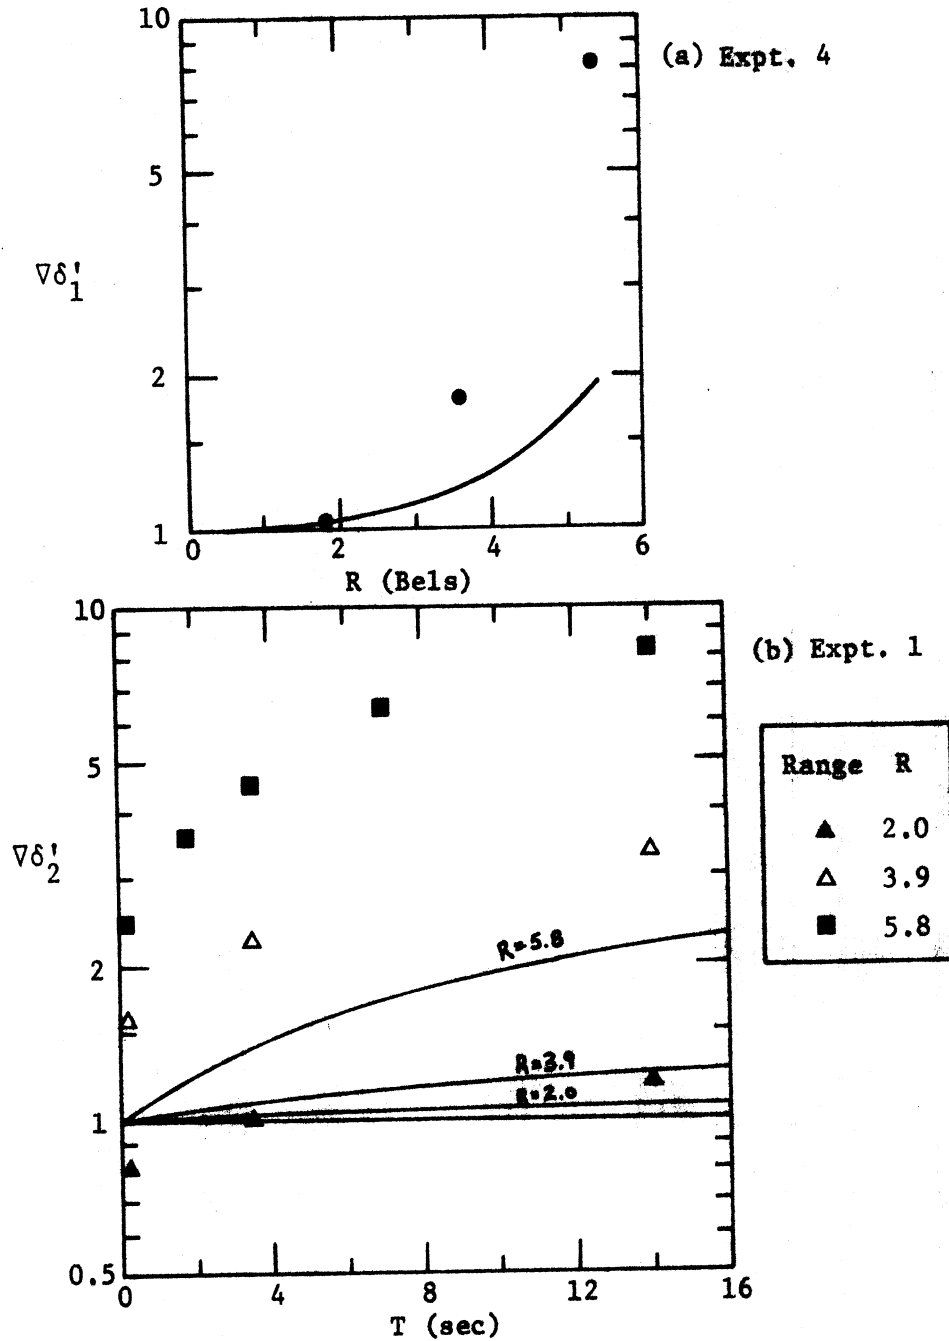 10
(a) Expt. 4
5
∇δ'₁
2
1
0 2 4 6
R (Bels)
10
(b) Expt. 1
5
Range R
2.0
∇δ'₂
3.9
5.8
R=5.8
2
R=3.9
R=2.0
1
0.5
0 4 8 12 16
T (sec)